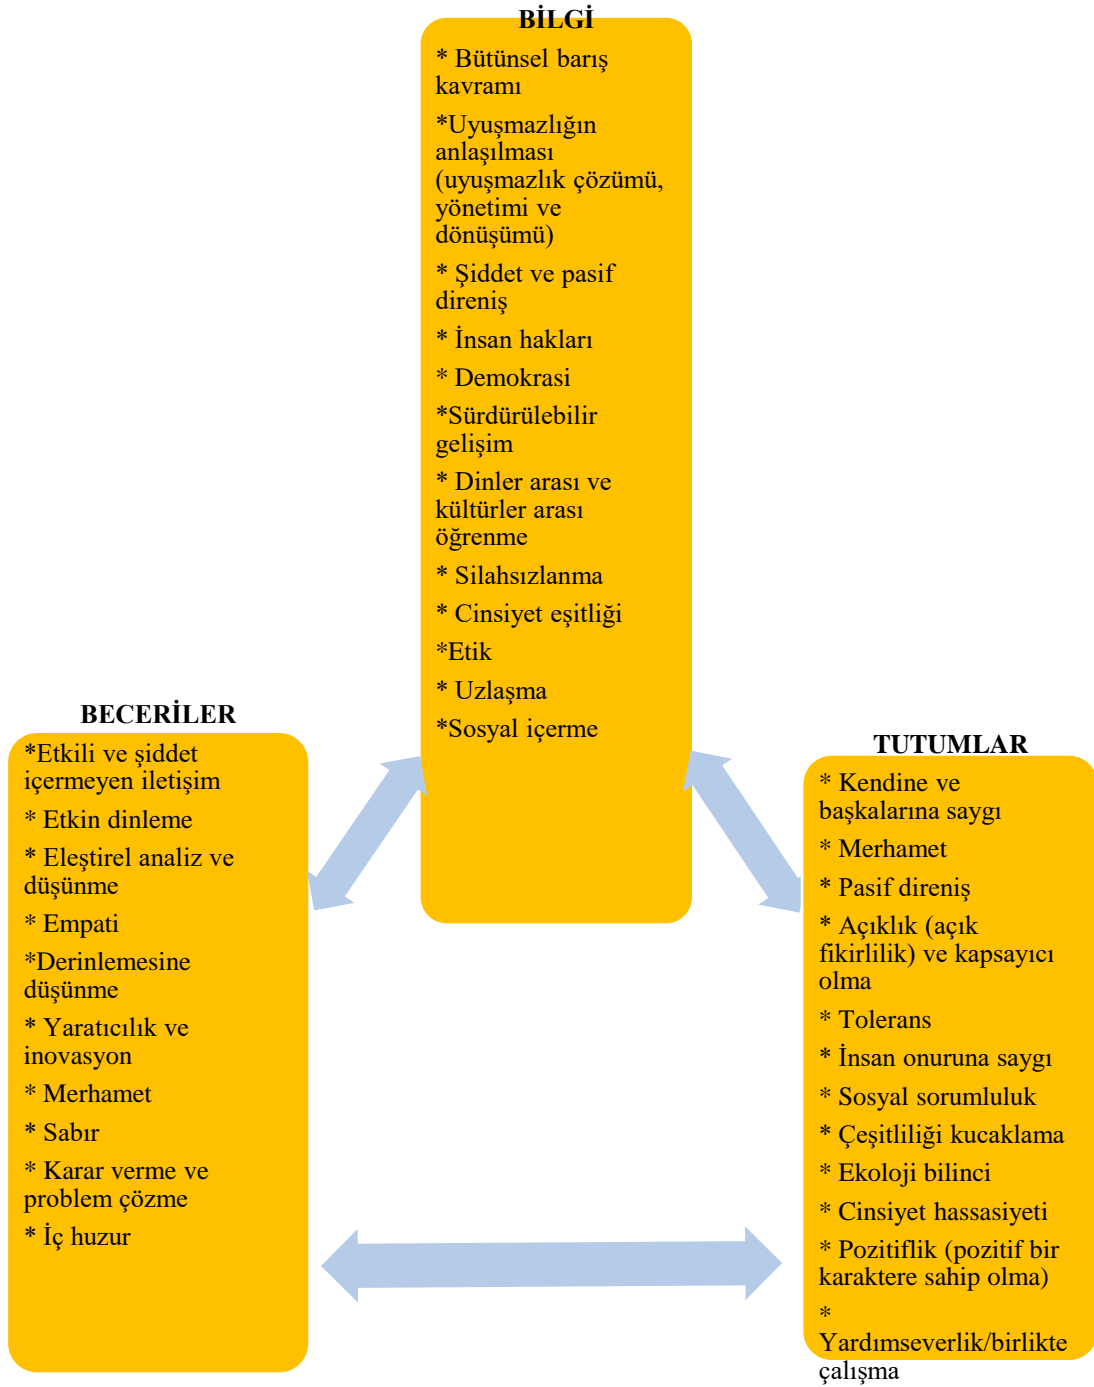 BİLGİ
* Bütünsel barış
kavramı
*Uyuşmazlığın
anlaşılması
(uyuşmazlık çözümü,
yönetimi ve
dönüşümü)
* Şiddet ve pasif
direniş
* İnsan hakları
* Demokrasi
*Sürdürülebilir
gelişim
* Dinler arası ve
kültürler arası
öğrenme
* Silahsızlanma
* Cinsiyet eşitliği
*Etik
* Uzlaşma
*Sosyal içerme
BECERİLER
*Etkili ve şiddet
içermeyen iletişim
* Etkin dinleme
* Eleştirel analiz ve
düşünme
* Empati
*Derinlemesine
düşünme
* Yaratıcılık ve
inovasyon
* Merhamet
* Sabır
* Karar verme ve
problem çözme
* İç huzur
TUTUMLAR
* Kendine ve
başkalarına saygı
* Merhamet
* Pasif direniş
* Açıklık (açık
fikirlilik) ve kapsayıcı
olma
* Tolerans
* İnsan onuruna saygı
* Sosyal sorumluluk
* Çeşitliliği kucaklama
* Ekoloji bilinci
* Cinsiyet hassasiyeti
* Pozitiflik (pozitif bir
karaktere sahip olma)
*
Yardımseverlik/birlikte
çalışma